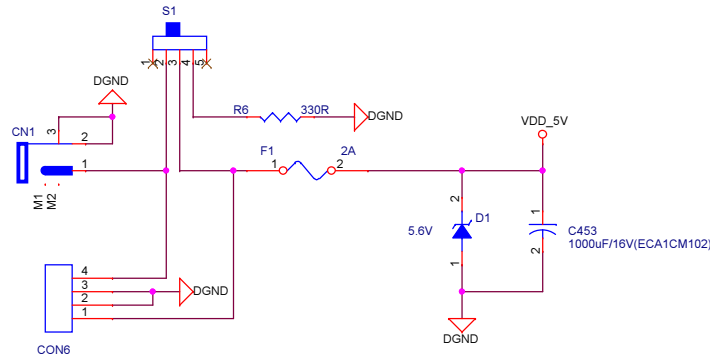 S1
1 2 3 4 5
DGND
R6 330R
DGND
VDD_5V
CN1
3
2
1
M1
M2
F1 2A
1 2
2
5.6V
D1
1
1
C453
1000uF/16V(ECA1CM102)
2
4
3
2
1
DGND
CON6
DGND